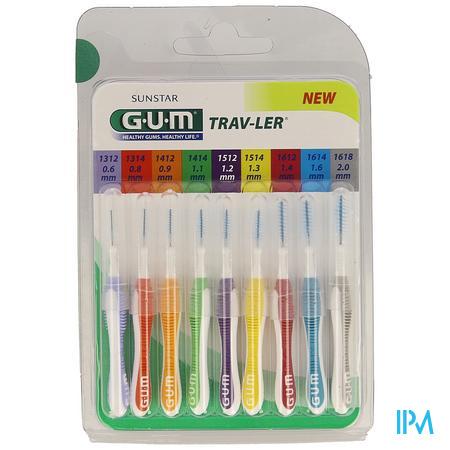 SUNSTAR
NEW
G·U·M® TRAV-LER®
HEALTHY GUMS. HEALTHY LIFE.®
1312 1314 1412 1414 1512 1514 1612 1614 1618
0.6 0.8 0.9 1.1 1.2 1.3 1.4 1.6 2.0
mm mm mm mm mm mm mm mm mm
G·U·M G·U·M G·U·M G·U·M G·U·M G·U·M G·U·M G·U·M G·U·M
IPM